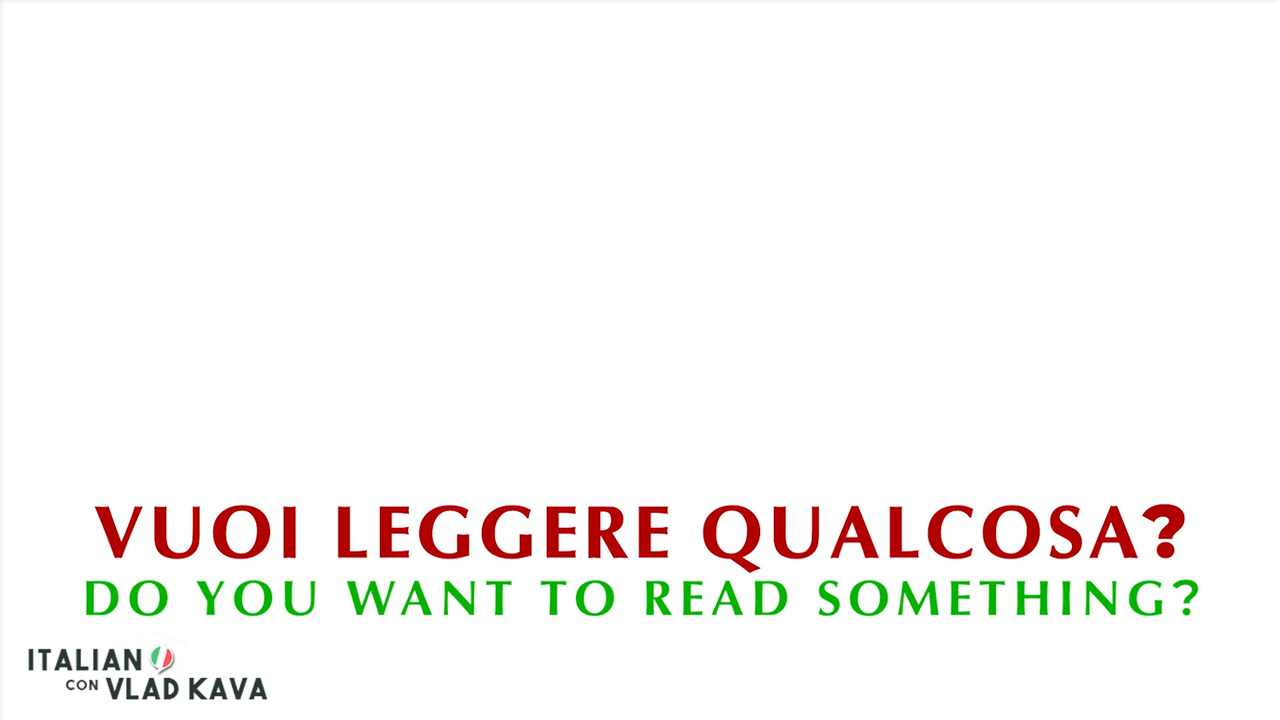 VUOI LEGGERE QUALCOSA?
DO YOU WANT TO READ SOMETHING?
ITALIAN
CON VLAD KAVA